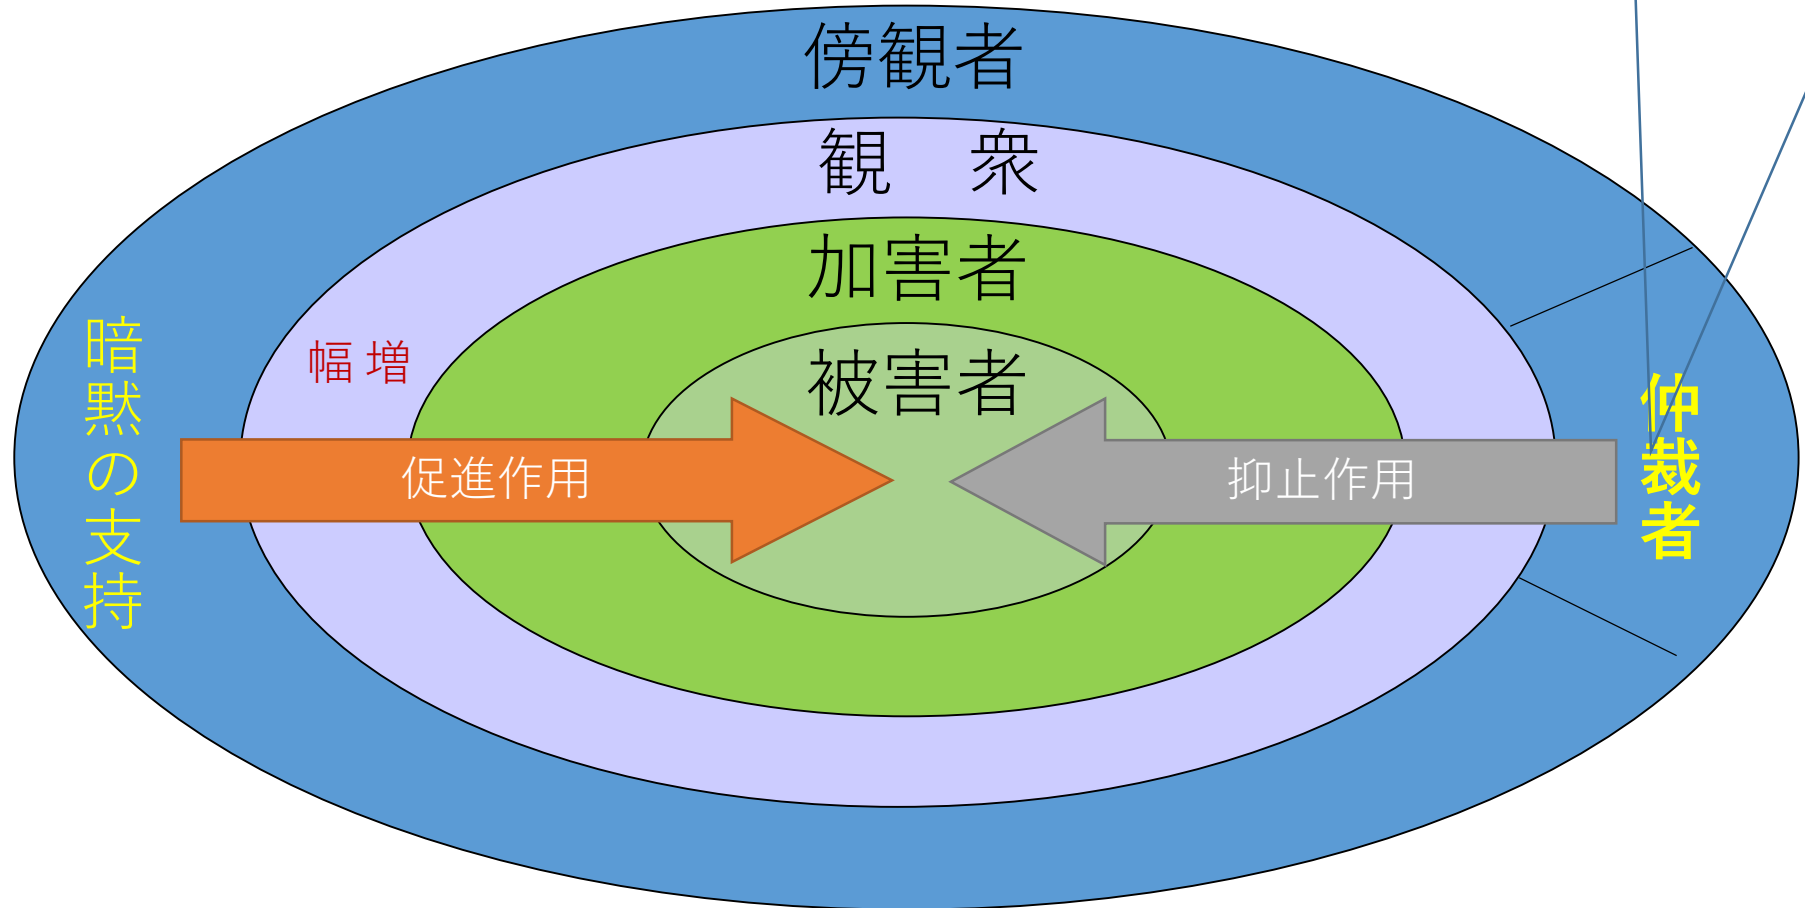 傍観者
観　衆
加害者
被害者
暗黙の支持
幅増
促進作用
抑止作用
仲裁者